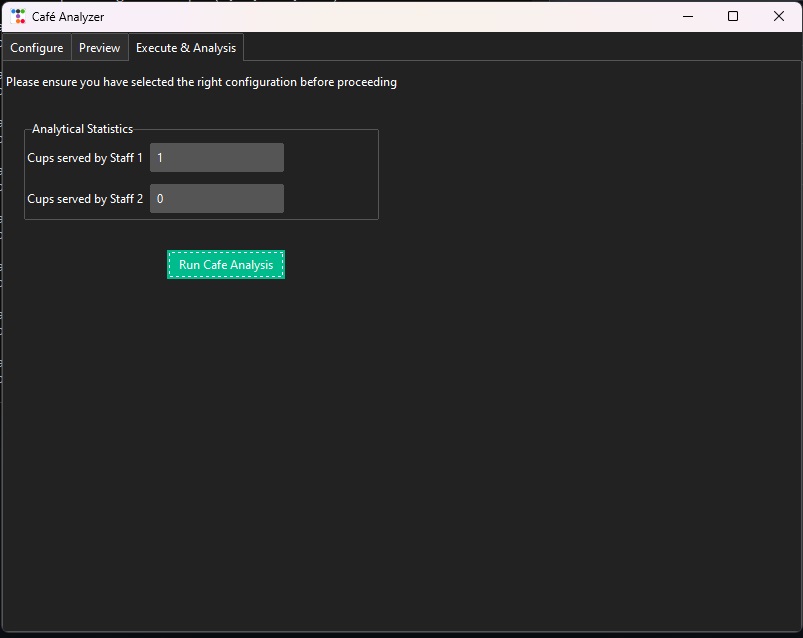 Café Analyzer
Configure Preview Execute & Analysis
Please ensure you have selected the right configuration before proceeding
Analytical Statistics
Cups served by Staff 1 1
Cups served by Staff 2 0
Run Cafe Analysis